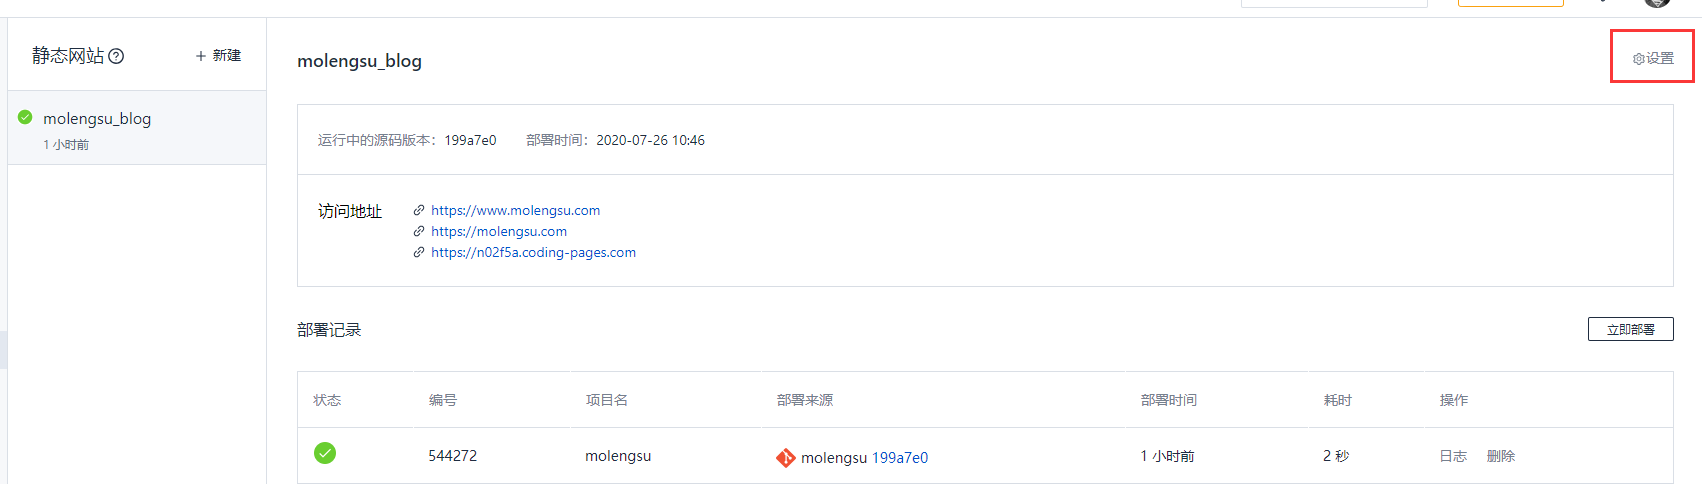 静态网站
+ 新建
molengsu_blog
1 小时前
molengsu_blog
设置
运行中的源码版本：199a7e0 部署时间：2020-07-26 10:46
访问地址
https://www.molengsu.com
https://molengsu.com
https://n02f5a.coding-pages.com
部署记录
立即部署
状态 编号 项目名 部署来源 部署时间 耗时 操作
544272 molengsu molengsu 199a7e0 1 小时前 2 秒 日志 删除